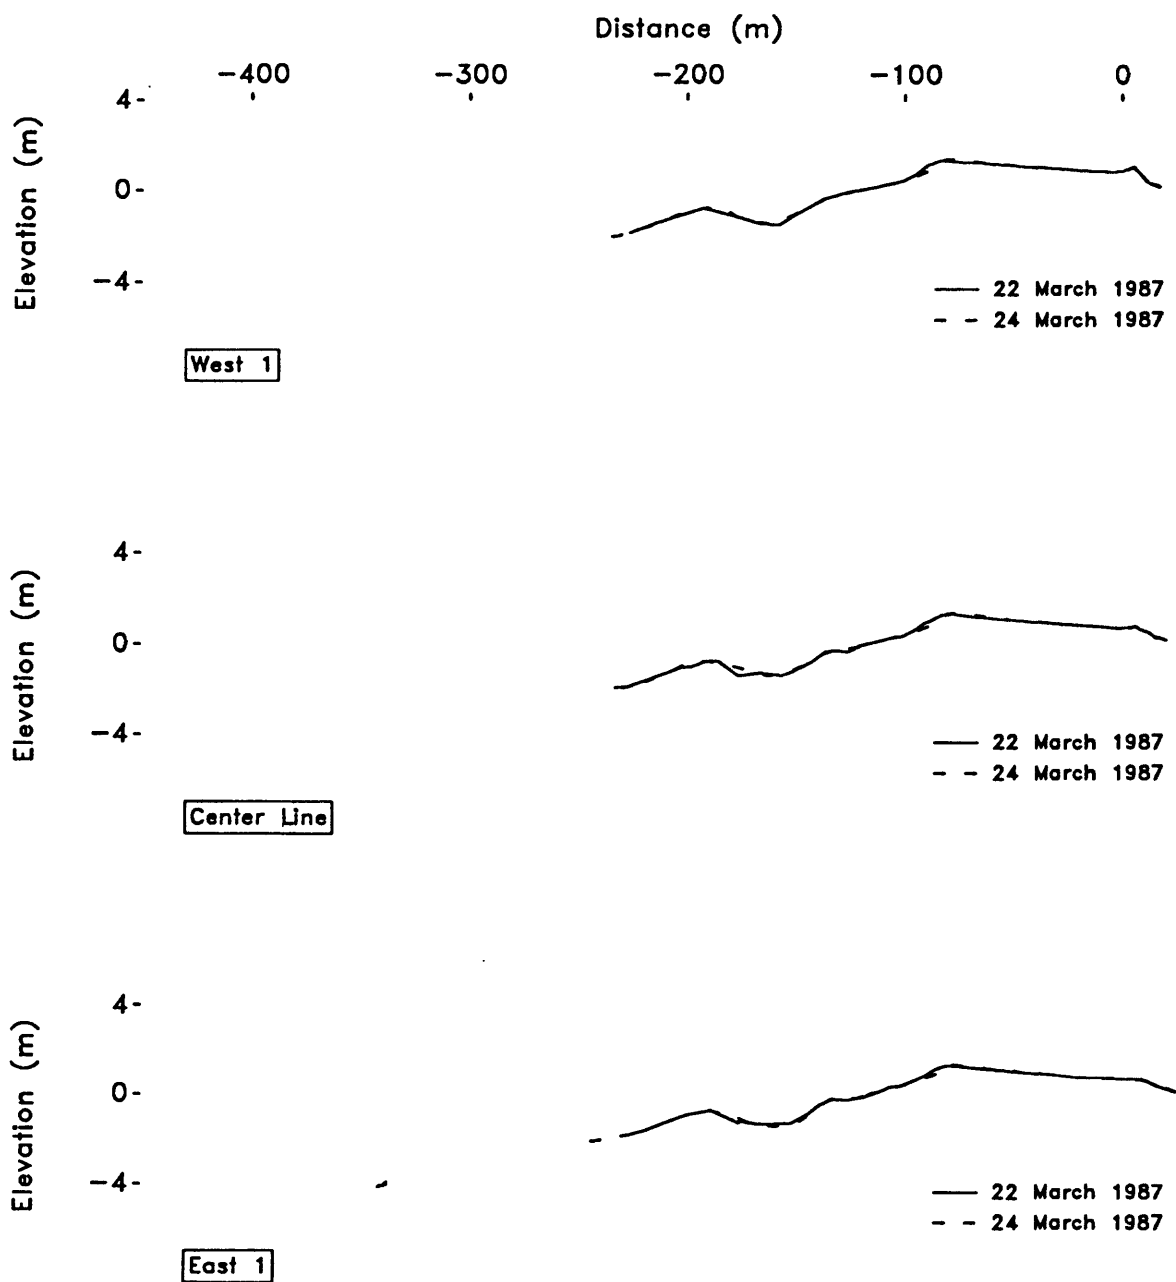 Distance (m)
-400 -300 -200 -100 0
4-
0-
-4-
Elevation (m)
22 March 1987
24 March 1987
West 1
4-
0-
-4-
Elevation (m)
22 March 1987
24 March 1987
Center Line
4-
0-
-4-
Elevation (m)
22 March 1987
24 March 1987
East 1